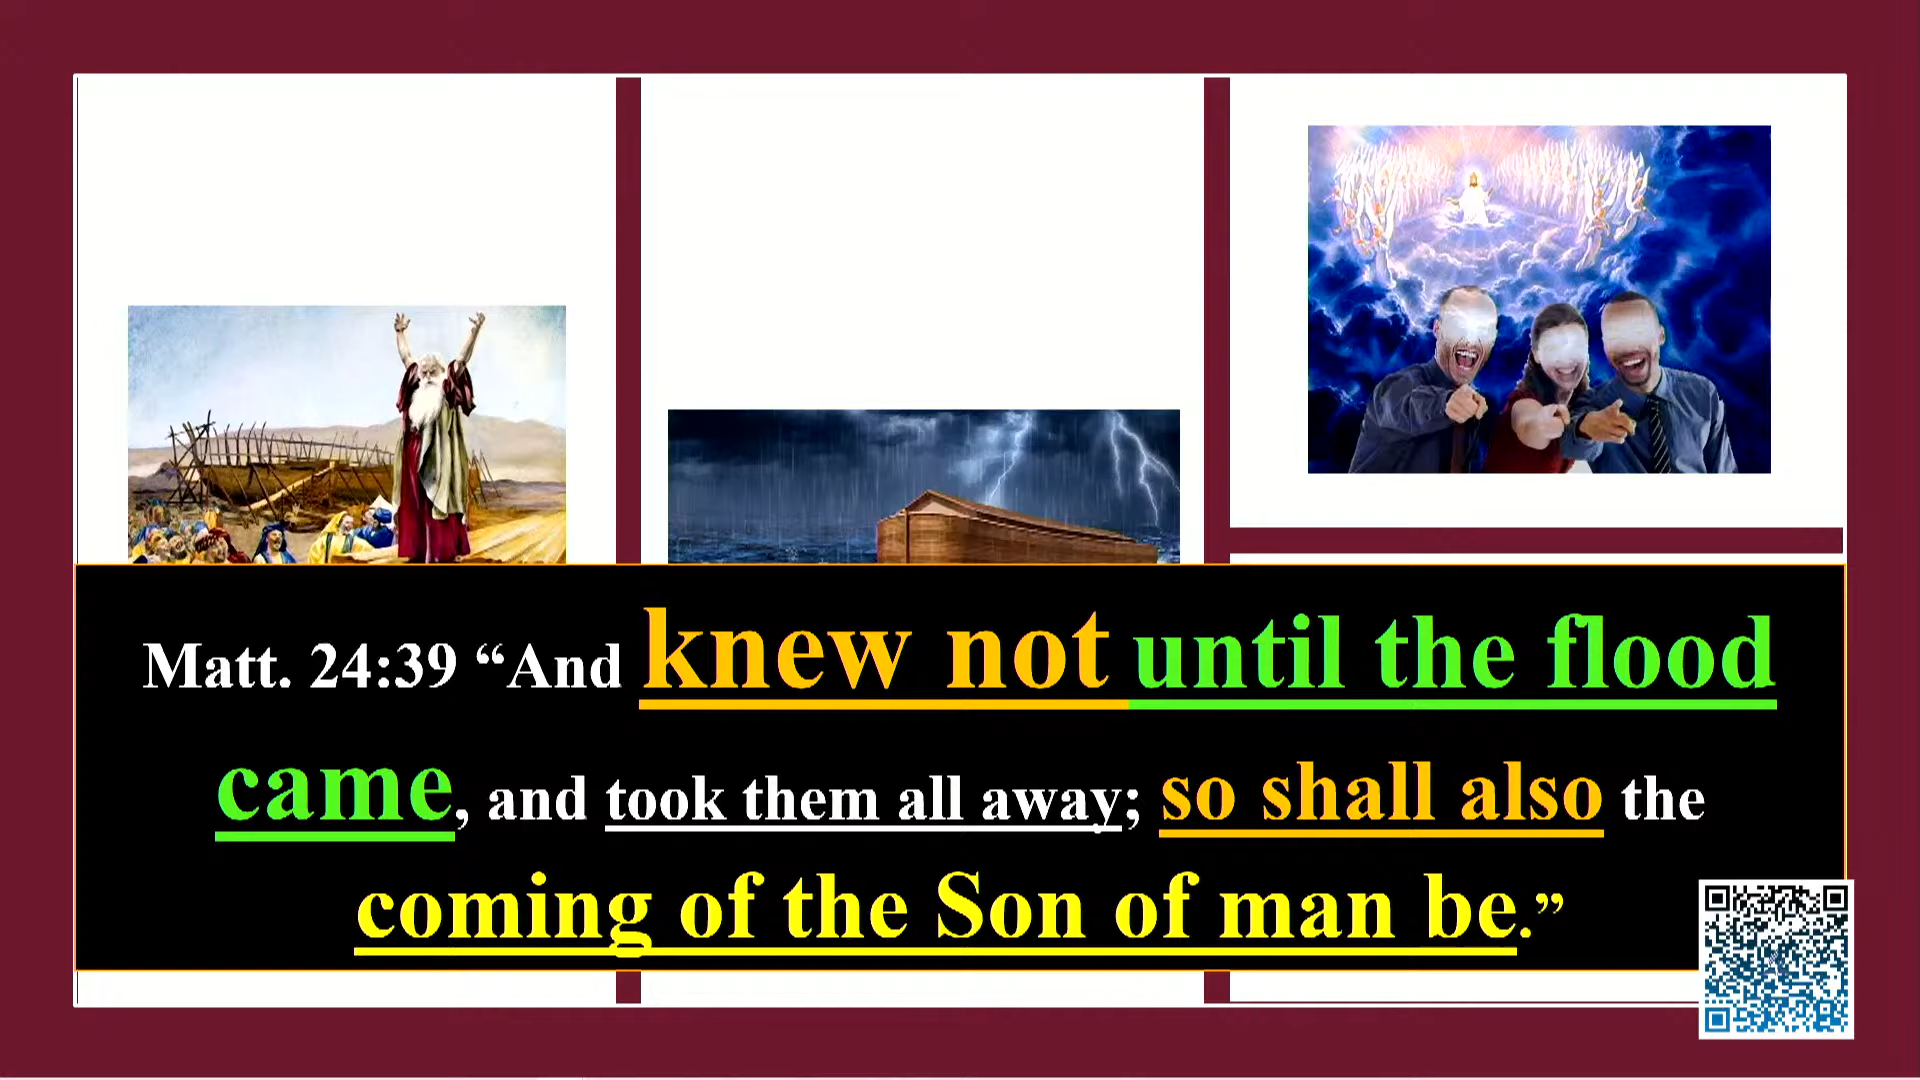 Matt. 24:39 “And knew not until the flood
came, and took them all away; so shall also the
coming of the Son of man be.”